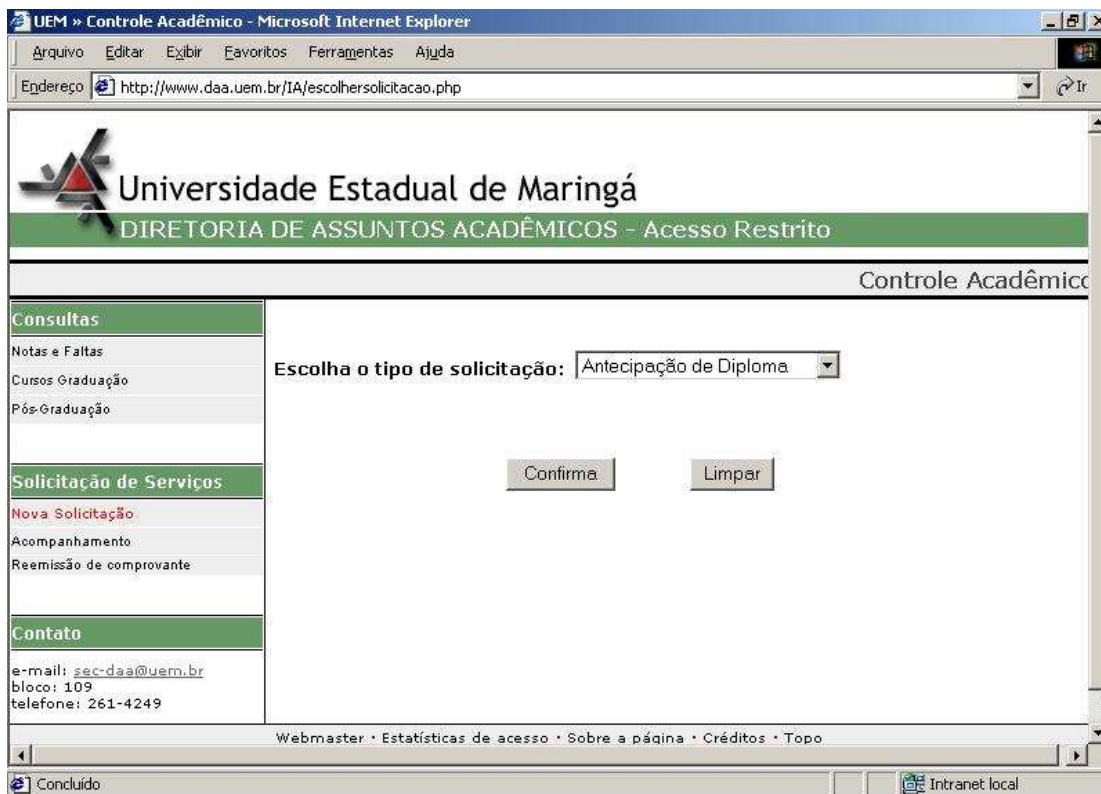 UEM » Controle Acadêmico - Microsoft Internet Explorer
Arquivo Editar Exibir Favoritos Ferramentas Ajuda
Endereço http://www.daa.uem.br/IA/escolhersolicitacao.php Ir
Universidade Estadual de Maringá
DIRETORIA DE ASSUNTOS ACADÊMICOS - Acesso Restrito
Controle Acadêmico
Consultas
Notas e Faltas
Cursos Graduação
Pós-Graduação
Escolha o tipo de solicitação: Antecipação de Diploma
Confirma Limpar
Solicitação de Serviços
Nova Solicitação
Acompanhamento
Reemissão de comprovante
Contato
e-mail: sec-daa@uem.br
bloco: 109
telefone: 261-4249
Webmaster · Estatísticas de acesso · Sobre a página · Créditos · Topo
Concluído Intranet local